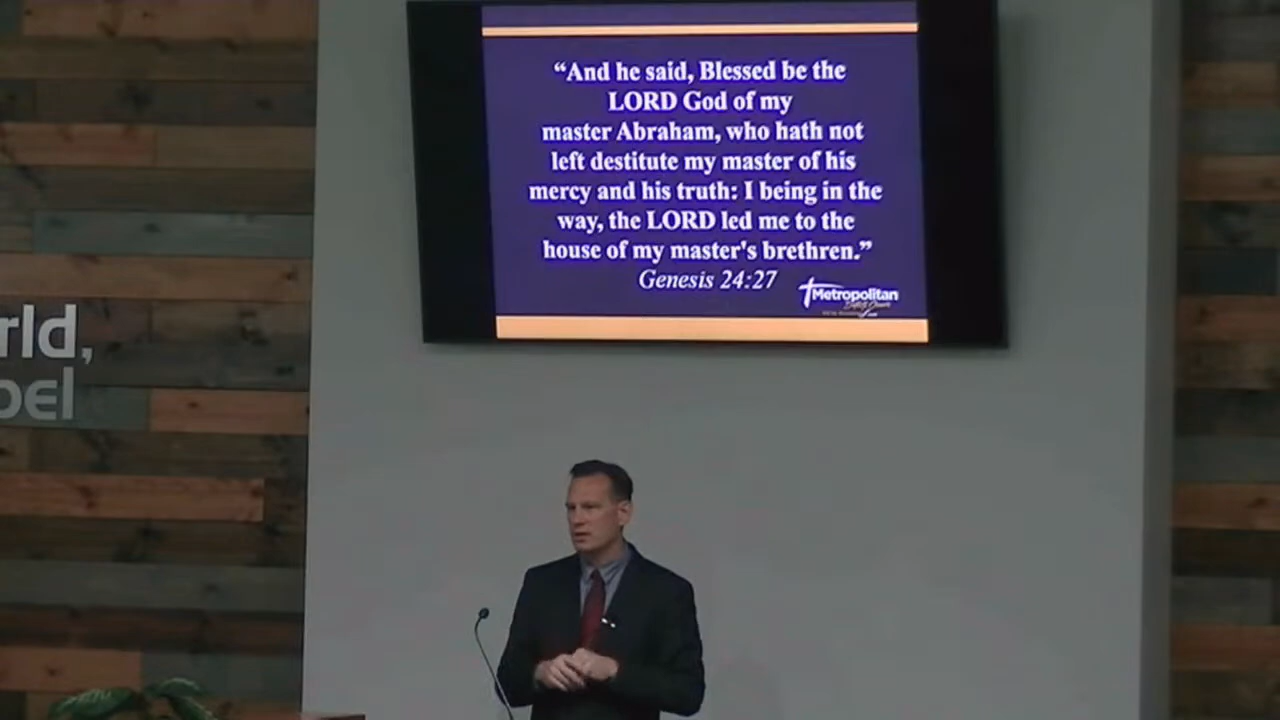 “And he said, Blessed be the
LORD God of my
master Abraham, who hath not
left destitute my master of his
mercy and his truth: I being in the
way, the LORD led me to the
house of my master's brethren.”
Genesis 24:27
Metropolitan
rld,
pel